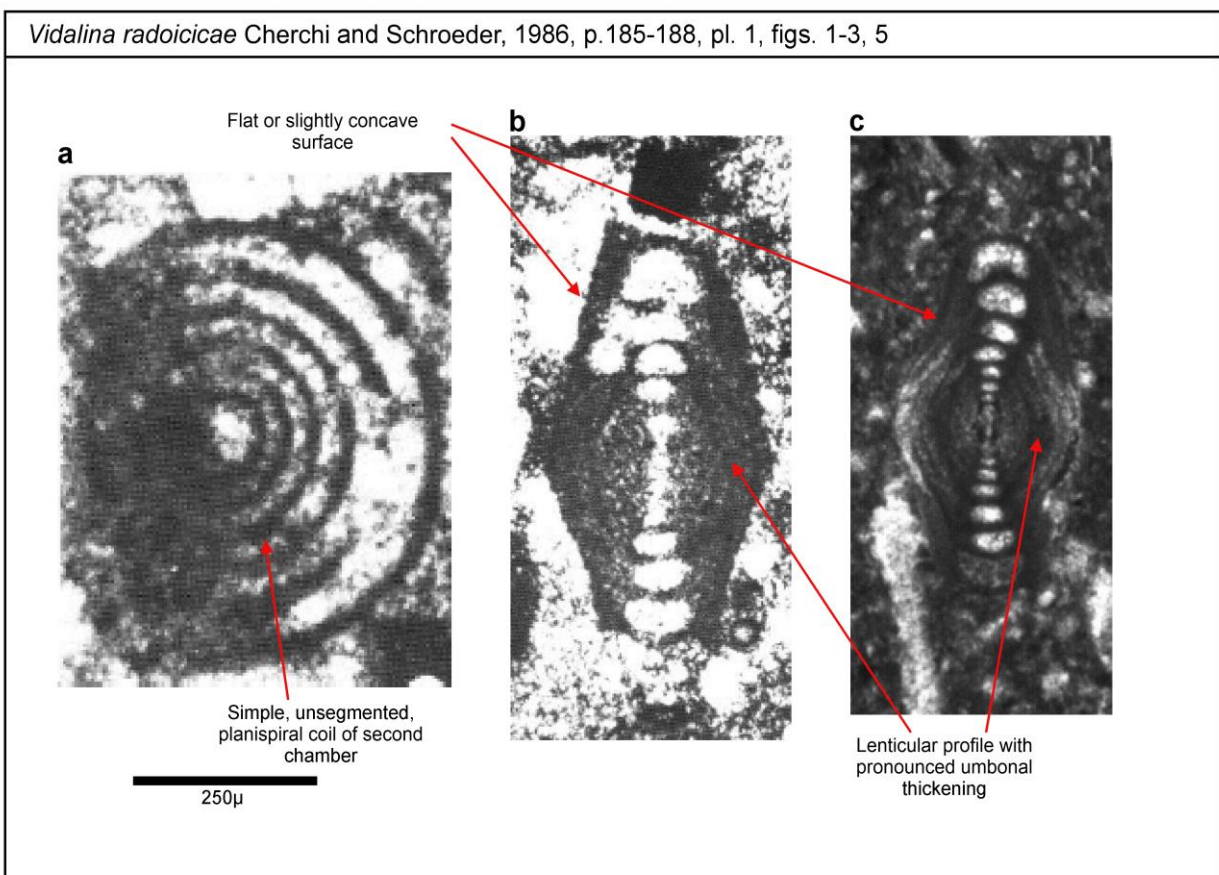 Vidalina radoicicae Cherchi and Schroeder, 1986, p.185-188, pl. 1, figs. 1-3, 5
Flat or slightly concave
surface
a
b
c
Simple, unsegmented,
planispiral coil of second
chamber
250µ
Lenticular profile with
pronounced umbonal
thickening